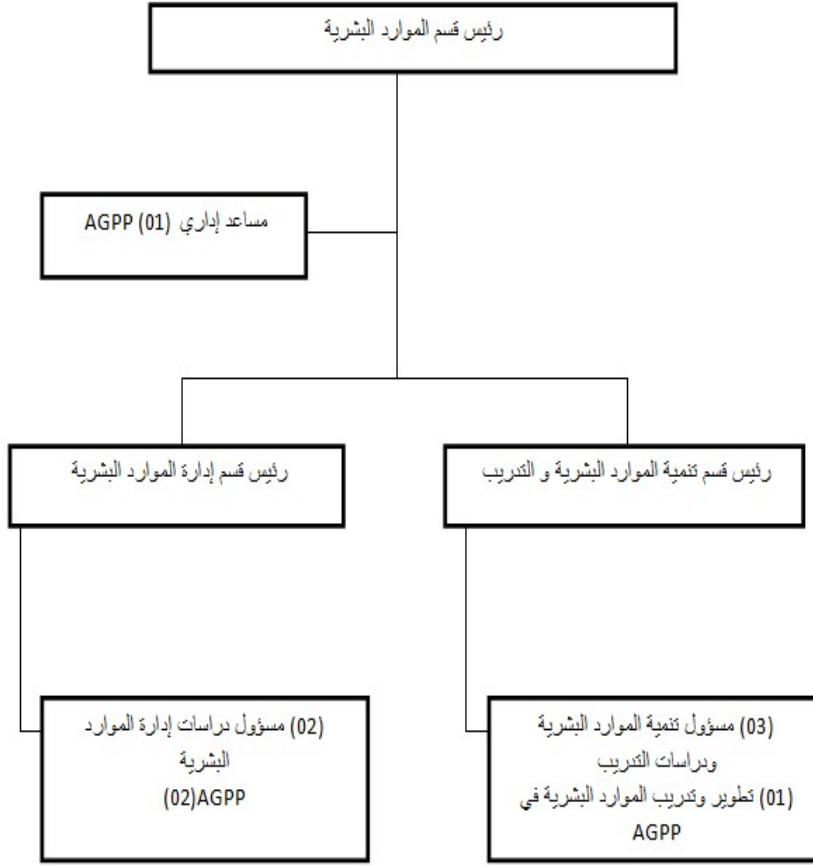 رئيس قسم الموارد البشرية
مساعد إداري (01) AGPP
رئيس قسم تنمية الموارد البشرية و التدريب
رئيس قسم إدارة الموارد البشرية
(03) مسؤول تنمية الموارد البشرية
ودراسات التدريب
(01) تطوير وتدريب الموارد البشرية في
AGPP
(02) مسؤول دراسات إدارة الموارد
البشرية
(02)AGPP